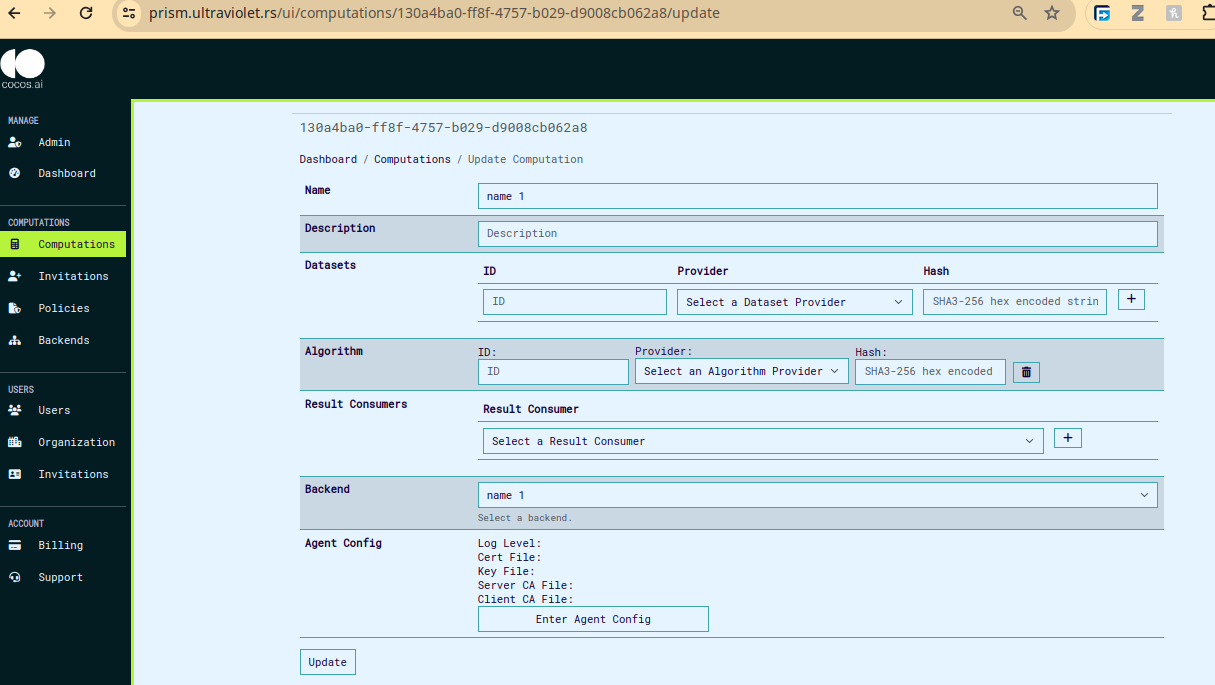 prism.ultraviolet.rs/ui/computations/130a4ba0-ff8f-4757-b029-d9008cb062a8/update
cocos.ai
MANAGE
Admin
Dashboard
COMPUTATIONS
Computations
Invitations
Policies
Backends
USERS
Users
Organization
Invitations
ACCOUNT
Billing
Support
130a4ba0-ff8f-4757-b029-d9008cb062a8
Dashboard / Computations / Update Computation
Name name 1
Description Description
Datasets ID Provider Hash
ID Select a Dataset Provider SHA3-256 hex encoded strin +
Algorithm ID: Provider: Hash:
ID Select an Algorithm Provider SHA3-256 hex encoded
Result Consumers Result Consumer
Select a Result Consumer +
Backend name 1
Select a backend.
Agent Config Log Level:
Cert File:
Key File:
Server CA File:
Client CA File:
Enter Agent Config
Update